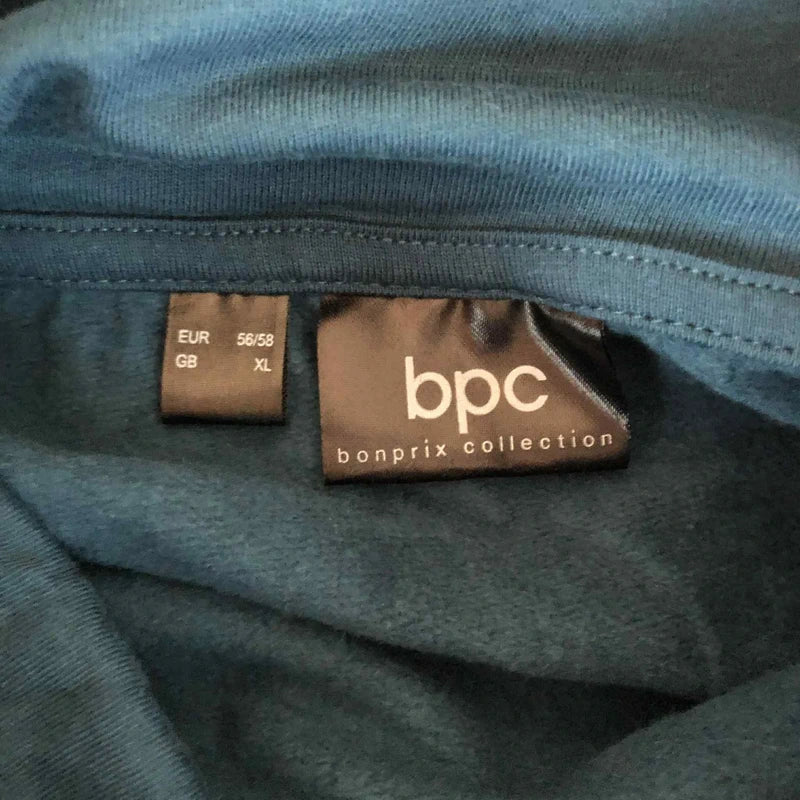 EUR 56/58
GB XL
bpc
bonprix collection